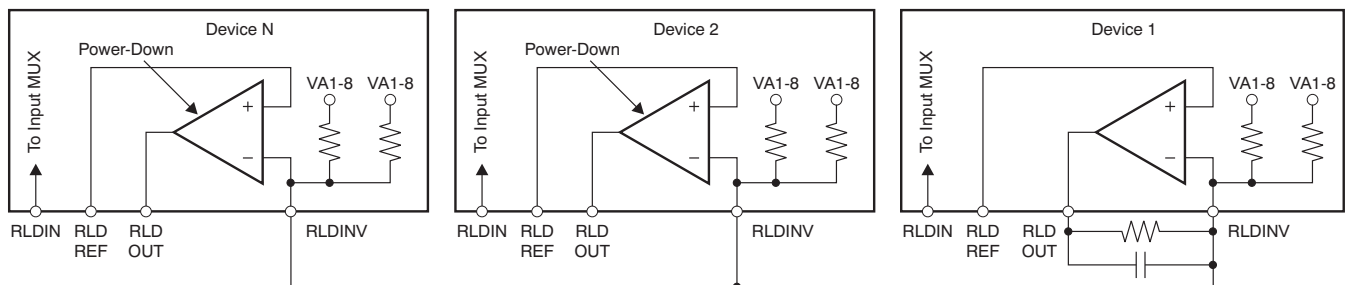 Device N
Power-Down
To Input MUX
VA1-8 VA1-8
+
−
RLDIN RLD REF RLD OUT RLDINV
Device 2
Power-Down
To Input MUX
VA1-8 VA1-8
+
−
RLDIN RLD REF RLD OUT RLDINV
Device 1
To Input MUX
VA1-8 VA1-8
+
−
RLDIN RLD REF RLD OUT RLDINV